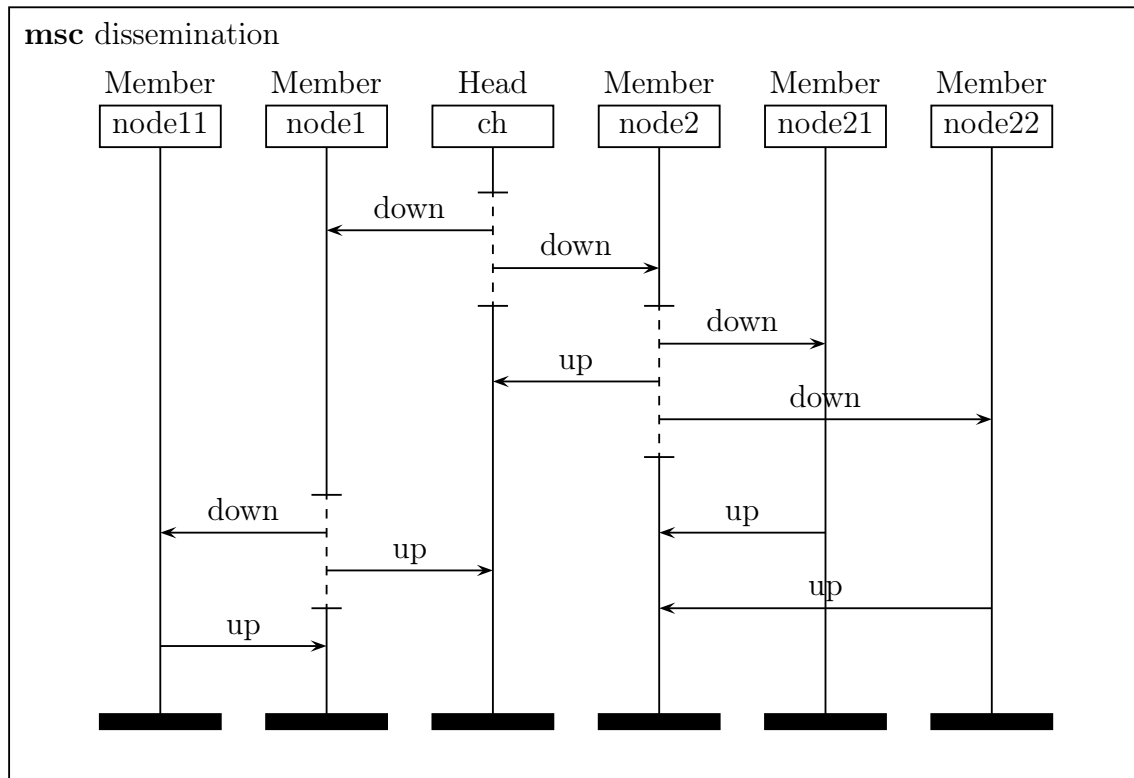 msc dissemination
Member Member Head Member Member Member
node11 node1 ch node2 node21 node22
down
down
down
up
down
down up
up
up
up